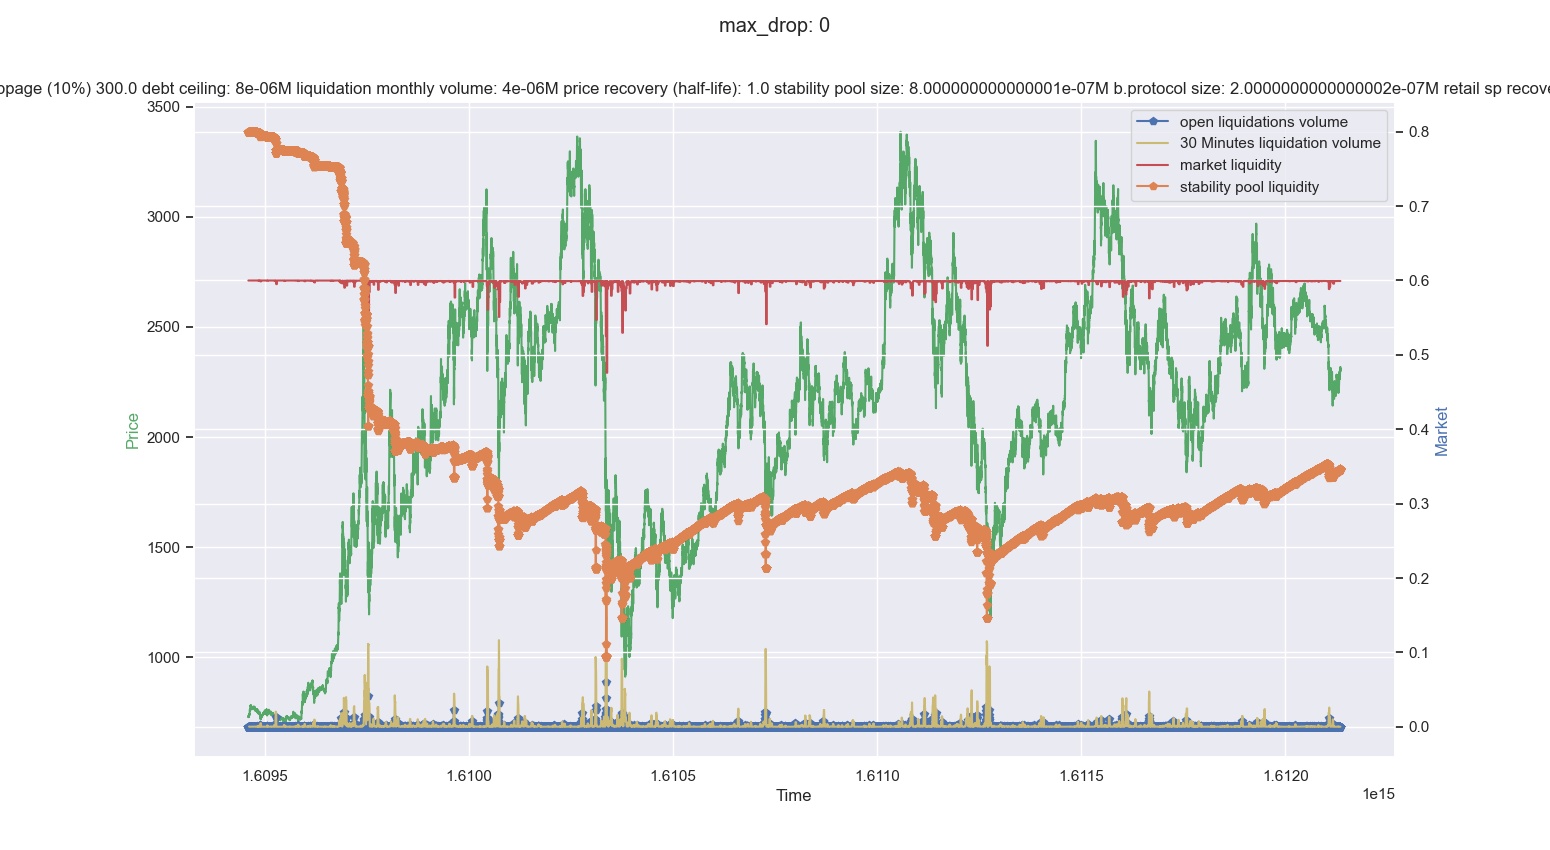 max_drop: 0
(10%) 300.0 debt ceiling: 8e-06M liquidation monthly volume: 4e-06M price recovery (half-life): 1.0 stability pool size: 8.000000000000001e-07M b.protocol size: 2.0000000000000002e-07M retail sp
3500
3000
2500
2000
1500
1000
Price
open liquidations volume
30 Minutes liquidation volume
market liquidity
stability pool liquidity
0.8
0.7
0.6
0.5
0.4
0.3
0.2
0.1
0.0
Market
1.6095
1.6100
1.6105
1.6110
1.6115
1.6120
Time
1e15